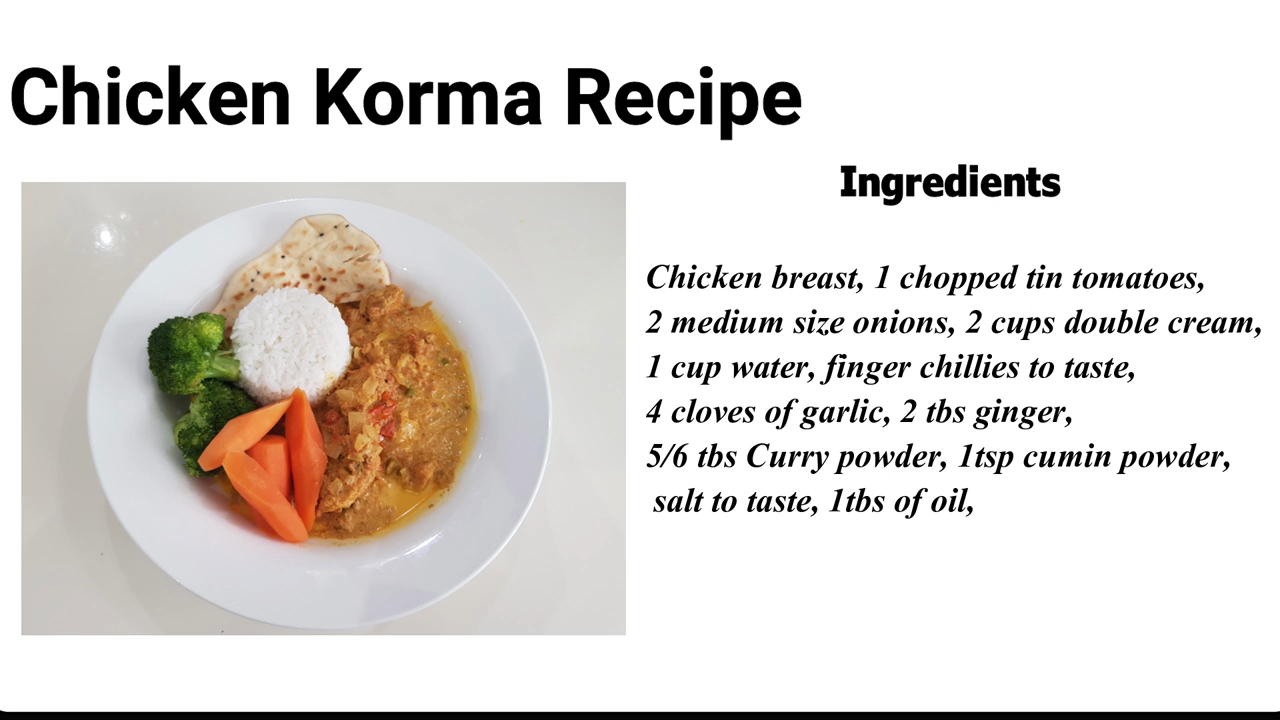 Chicken Korma Recipe
Ingredients
Chicken breast, 1 chopped tin tomatoes,
2 medium size onions, 2 cups double cream,
1 cup water, finger chillies to taste,
4 cloves of garlic, 2 tbs ginger,
5/6 tbs Curry powder, 1tsp cumin powder,
salt to taste, 1tbs of oil,